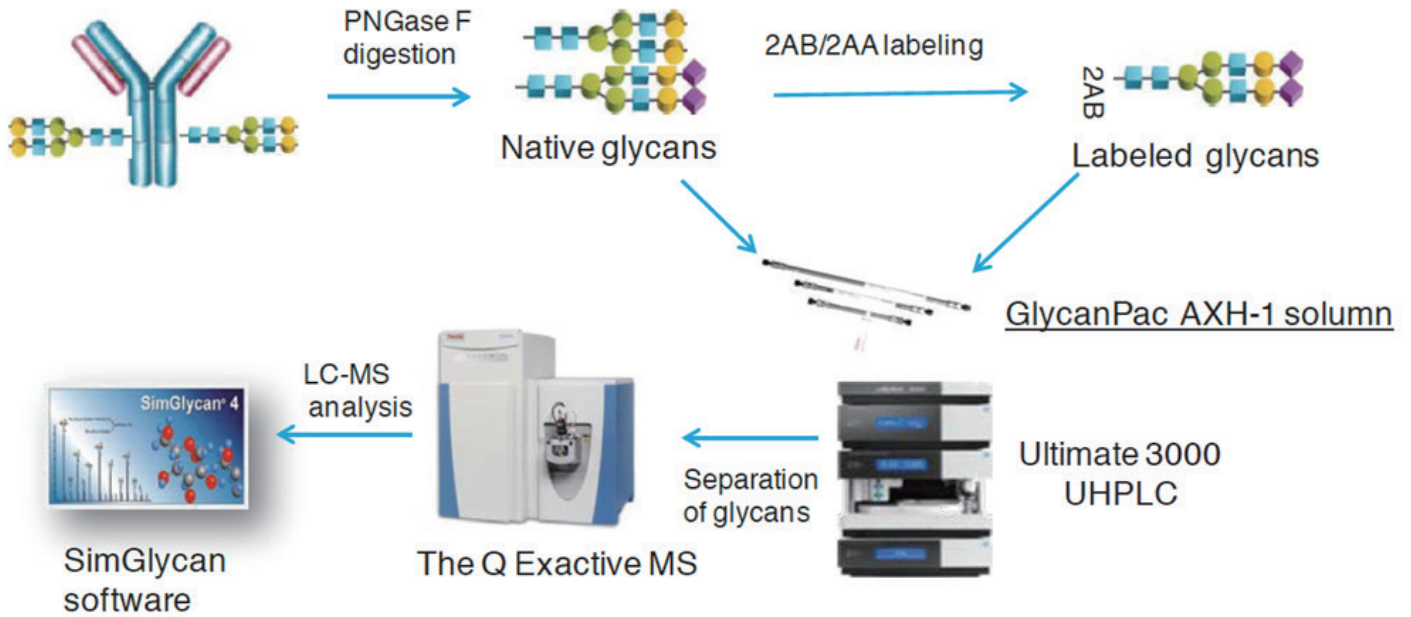 PNGase F
digestion
2AB/2AA labeling
2AB
Native glycans
Labeled glycans
GlycanPac AXH-1 solumn
LC-MS
analysis
SimGlycan® 4
Separation
of glycans
Ultimate 3000
UHPLC
The Q Exactive MS
SimGlycan
software